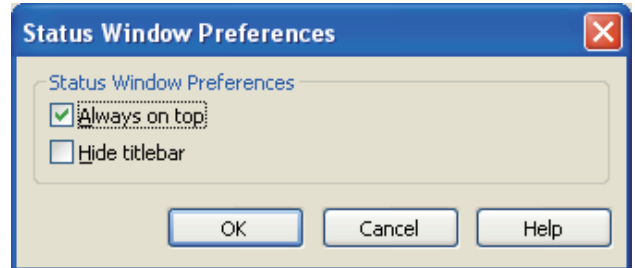 Status Window Preferences
Status Window Preferences
Always on top
Hide titlebar
OK Cancel Help